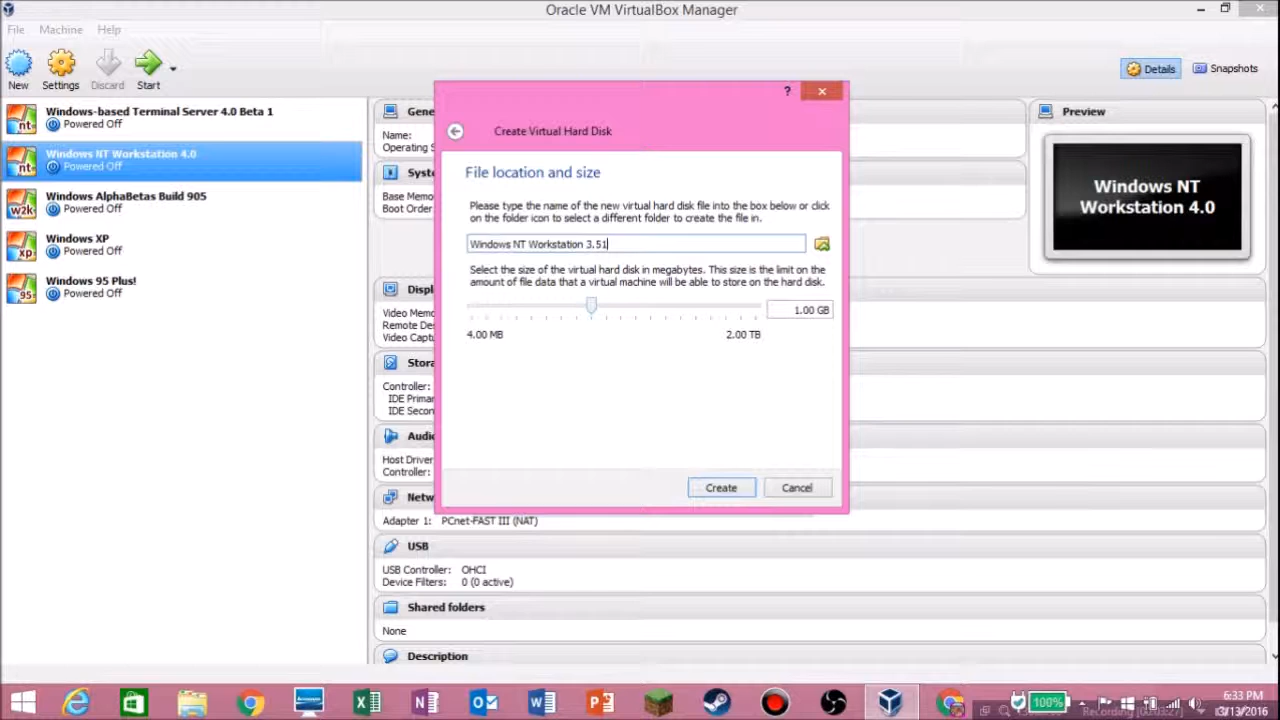 Oracle VM VirtualBox Manager
File Machine Help
New Settings Discard Start
Details Snapshots
Windows-based Terminal Server 4.0 Beta 1
Powered Off
Windows NT Workstation 4.0
Powered Off
Windows AlphaBetas Build 905
Powered Off
Windows XP
Powered Off
Windows 95 Plus!
Powered Off
nt
nt
w2k
xp
95
Gene
Name:
Operating S
Syst
Base Memo
Boot Order
Displ
Video Memo
Remote Des
Video Captu
Stora
Controller:
IDE Primar
IDE Secon
Audio
Host Driver
Controller:
Netw
Adapter 1: PCnet-FAST III (NAT)
USB
USB Controller: OHCI
Device Filters: 0 (0 active)
Shared folders
None
Description
Preview
Windows NT
Workstation 4.0
?
Create Virtual Hard Disk
File location and size
Please type the name of the new virtual hard disk file into the box below or click
on the folder icon to select a different folder to create the file in.
Windows NT Workstation 3.51
Select the size of the virtual hard disk in megabytes. This size is the limit on the
amount of file data that a virtual machine will be able to store on the hard disk.
1.00 GB
4.00 MB 2.00 TB
Create Cancel
100%
6:33 PM
3/13/2016